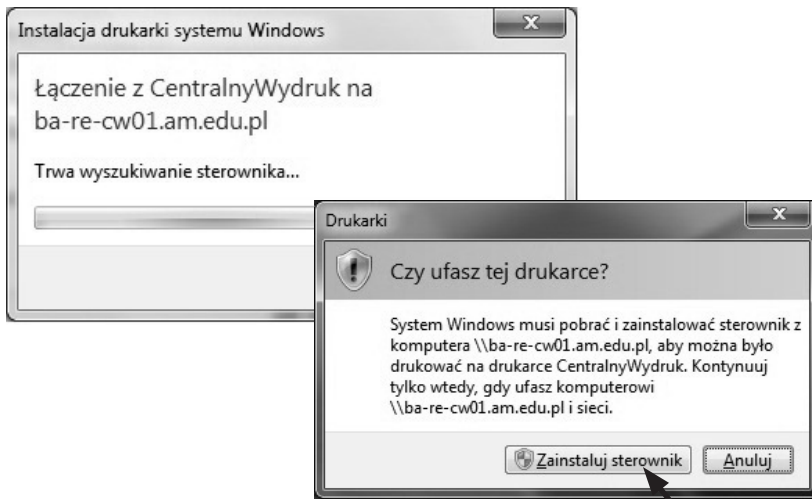 Instalacja drukarki systemu Windows
Łączenie z CentralnyWydruk na
ba-re-cw01.am.edu.pl
Trwa wyszukiwanie sterownika...
Drukarki
Czy ufasz tej drukarce?
System Windows musi pobrać i zainstalować sterownik z
komputera \\ba-re-cw01.am.edu.pl, aby można było
drukować na drukarce CentralnyWydruk. Kontynuuj
tylko wtedy, gdy ufasz komputerowi
\\ba-re-cw01.am.edu.pl i sieci.
Zainstaluj sterownik
Anuluj